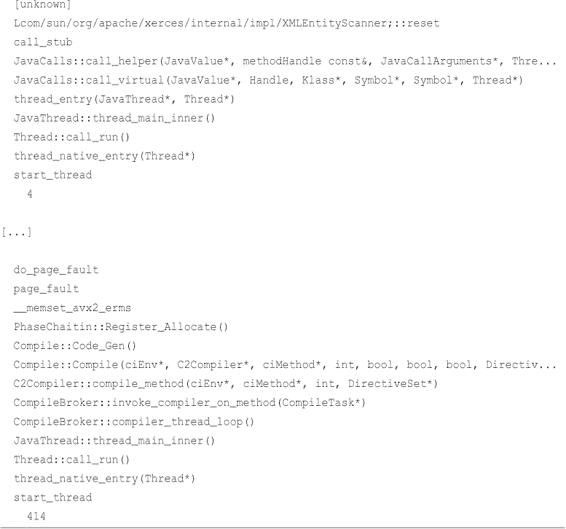 [unknown]
Lcom/sun/org/apache/xerces/internal/impl/XMLEntityScanner;::reset
call_stub
JavaCalls::call_helper(JavaValue*, methodHandle const&, JavaCallArguments*, Thre...
JavaCalls::call_virtual(JavaValue*, Handle, Klass*, Symbol*, Symbol*, Thread*)
thread_entry(JavaThread*, Thread*)
JavaThread::thread_main_inner()
Thread::call_run()
thread_native_entry(Thread*)
start_thread
4
[...]
do_page_fault
page_fault
__memset_avx2_erms
PhaseChaitin::Register_Allocate()
Compile::Code_Gen()
Compile::Compile(ciEnv*, C2Compiler*, ciMethod*, int, bool, bool, bool, Directiv...
C2Compiler::compile_method(ciEnv*, ciMethod*, int, DirectiveSet*)
CompileBroker::invoke_compiler_on_method(CompileTask*)
CompileBroker::compiler_thread_loop()
JavaThread::thread_main_inner()
Thread::call_run()
thread_native_entry(Thread*)
start_thread
414